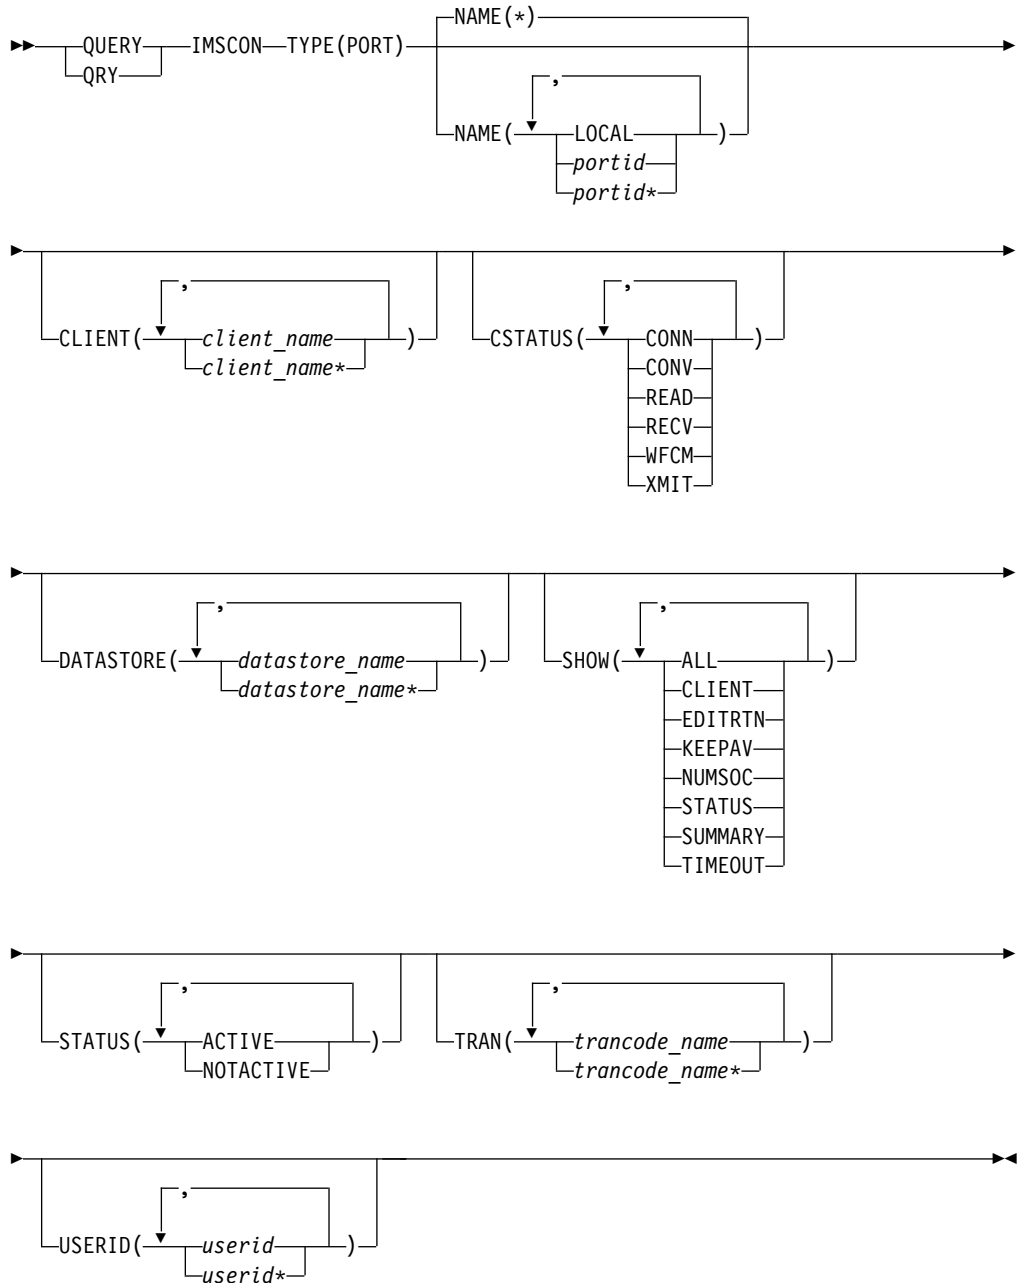 NAME(*)
QUERY IMSCON TYPE(PORT)
QRY
,
NAME( LOCAL )
portid
portid*
, ,
CLIENT( client_name ) CSTATUS( CONN )
client_name* CONV
READ
RECV
WFCM
XMIT
, ,
DATASTORE( datastore_name ) SHOW( ALL )
datastore_name* CLIENT
EDITRTN
KEEPAV
NUMSOC
STATUS
SUMMARY
TIMEOUT
, ,
STATUS( ACTIVE ) TRAN( trancode_name )
NOTACTIVE trancode_name*
,
USERID( userid )
userid*